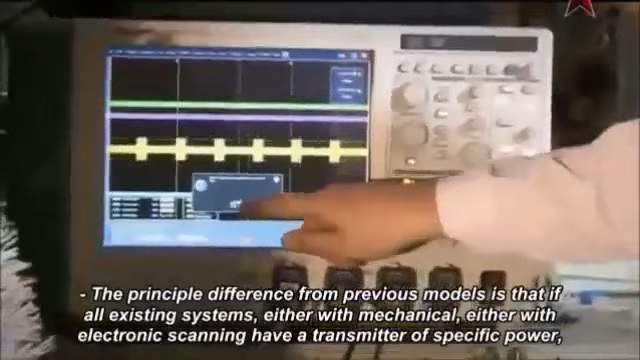 - The principle difference from previous models is that if
all existing systems, either with mechanical, either with
electronic scanning have a transmitter of specific power,